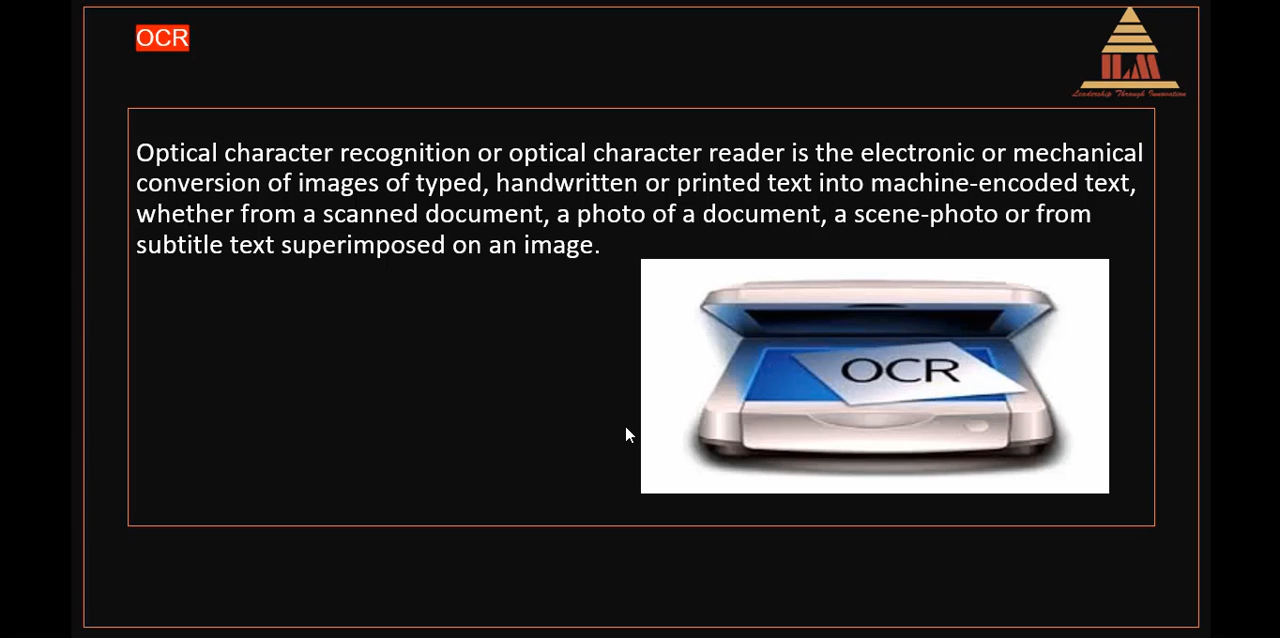 OCR
ILM
Leadership Through Innovation
Optical character recognition or optical character reader is the electronic or mechanical
conversion of images of typed, handwritten or printed text into machine-encoded text,
whether from a scanned document, a photo of a document, a scene-photo or from
subtitle text superimposed on an image.
OCR